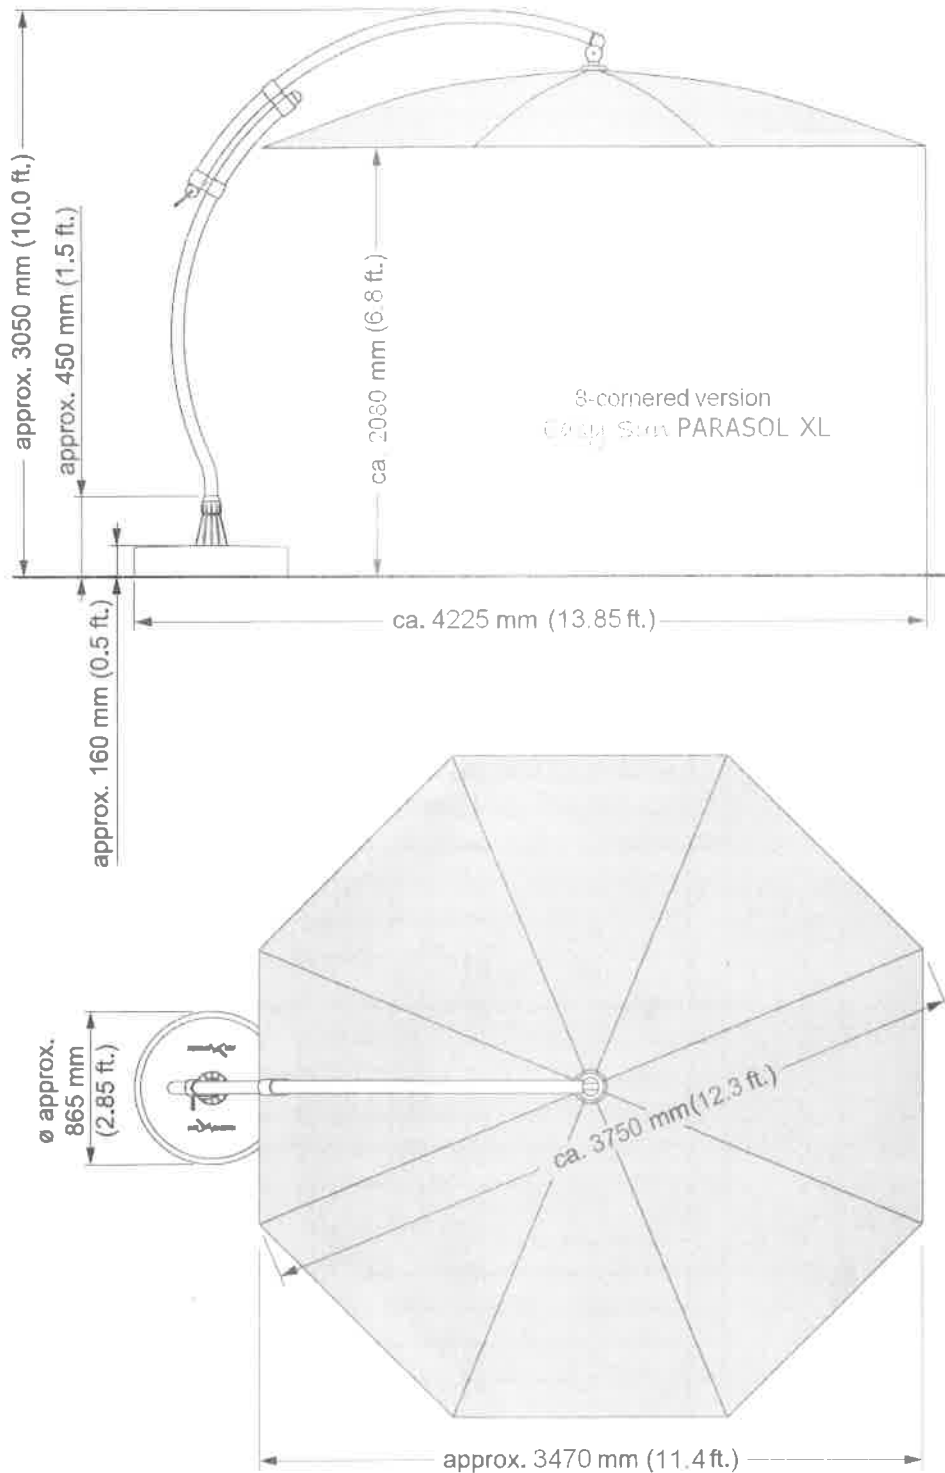 approx. 3050 mm (10.0 ft.)
approx. 450 mm (1.5 ft.)
ca. 2080 mm (6.8 ft.)
8-cornered version
Sun PARASOL XL
ca. 4225 mm (13.85 ft.)
approx. 160 mm (0.5 ft.)
ø approx.
865 mm
(2.85 ft.)
ca. 3750 mm (12.3 ft.)
approx. 3470 mm (11.4 ft.)